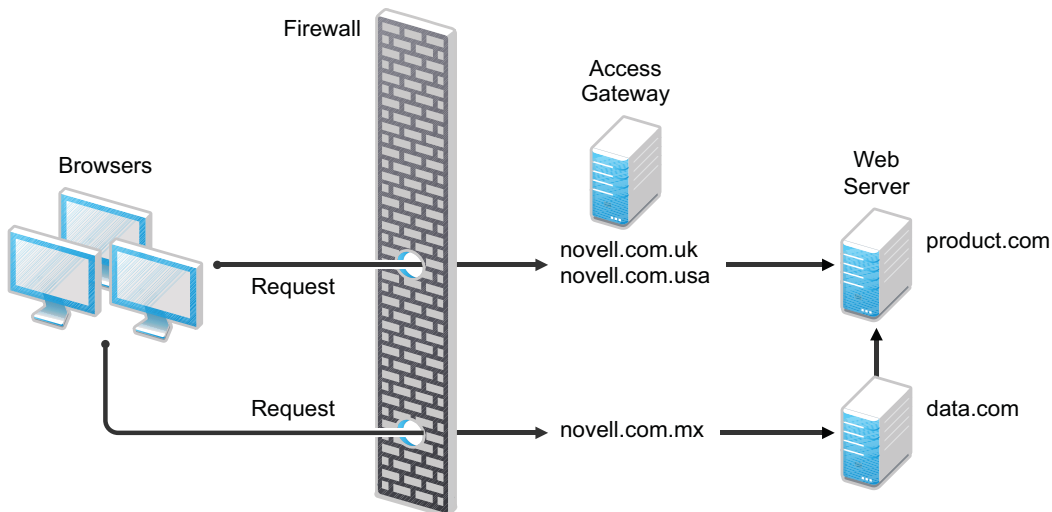 Firewall
Access
Gateway
Browsers
Web
Server
novell.com.uk
novell.com.usa
product.com
Request
Request
novell.com.mx
data.com